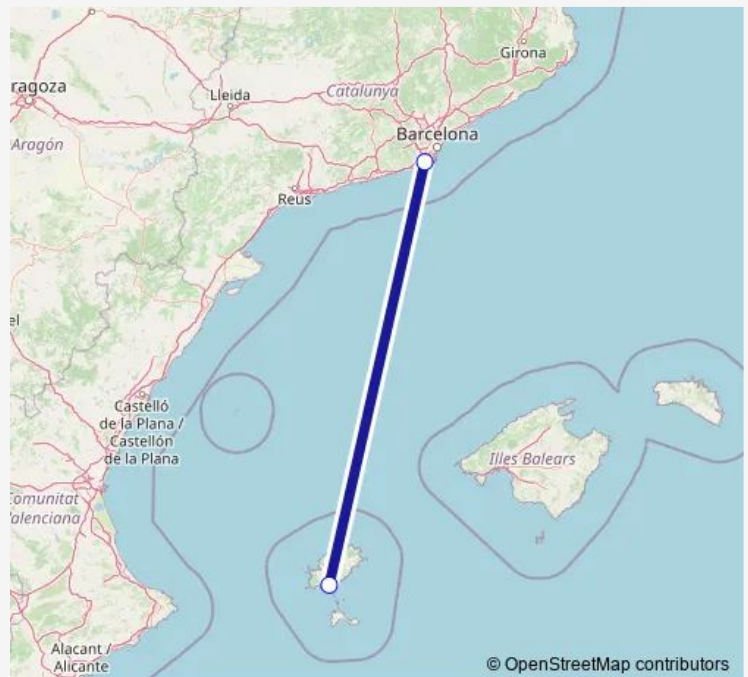 Girona
ragoza
Lleida
Catalunya
Barcelona
Aragón
Reus
el
Castelló
de la Plana /
Castellón
de la Plana
Illes Balears
Comunitat
Valenciana
Alacant /
Alicante
© OpenStreetMap contributors